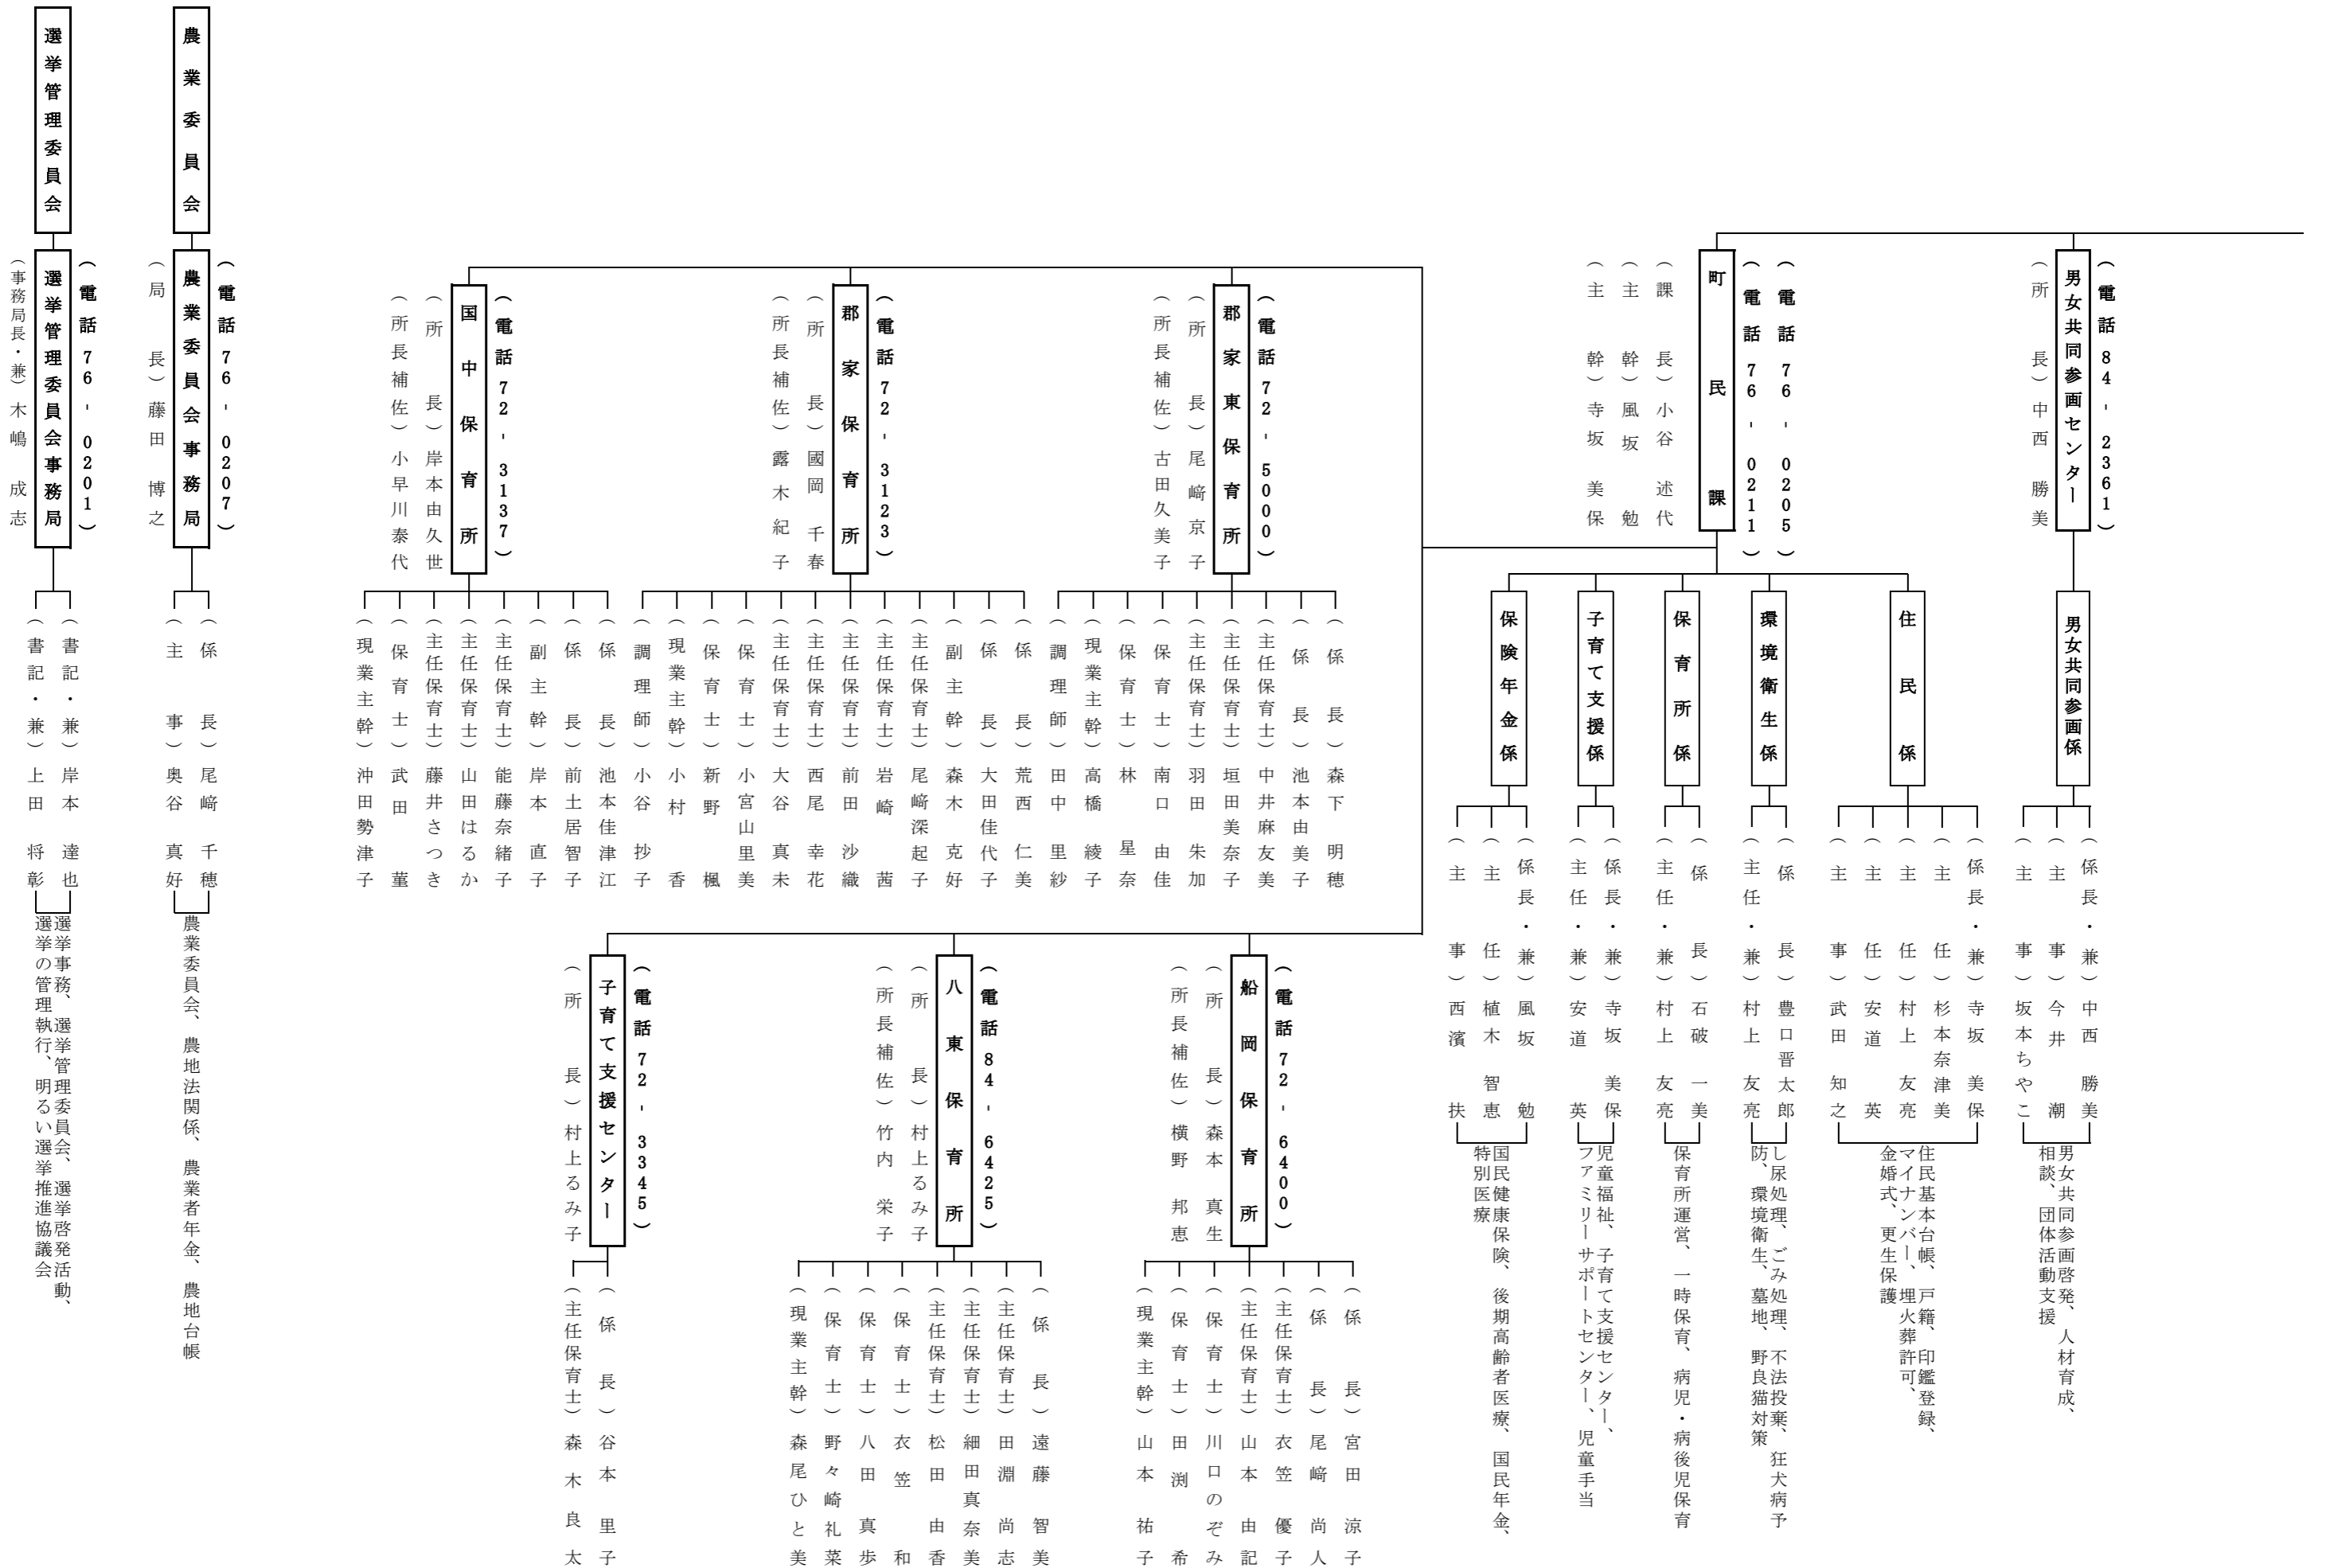 (電話 84-2361)
男女共同参画センター
(所長)中西 勝美
男女共同参画係
(係長・兼)中西 勝美
(主事)今井 潮
(主事)坂本ちやこ
男女共同参画啓発、人材育成、
相談、団体活動支援
(電話 76-0205)
(電話 76-0211)
町民課
(課長)小谷 述代
(主幹)風坂 勉
(主幹)寺坂 美保
住民係
(係長・兼)寺坂 美保
(主任)杉本奈津美
(主任)村上 友亮
(主任)安道 英
(主事)武田 知之
住民基本台帳、戸籍、印鑑登録、
マイナンバー、埋火葬許可、
金婚式、更生保護
環境衛生係
(係長)豊口晋太郎
(主任・兼)村上 友亮
し尿処理、ごみ処理、不法投棄、狂犬病予
防、環境衛生、墓地、野良猫対策
保育所係
(係長)石破 一美
(主任・兼)村上 友亮
保育所運営、一時保育、病児・病後児保育
子育て支援係
(係長・兼)寺坂 美保
(主任・兼)安道 英
児童福祉、子育て支援センター、
ファミリーサポートセンター、児童手当
保険年金係
(係長・兼)風坂 勉
(主任)植木 智恵
(主事)西濱 扶
国民健康保険、後期高齢者医療、国民年金、
特別医療
(電話 72-5000)
郡家東保育所
(所長)尾﨑 京子
(所長補佐)古田久美子
(係長)森下 明穂
(係長)池本由美子
(主任保育士)中井麻友美
(主任保育士)垣田美奈子
(主任保育士)羽田 朱加
(保育士)南口 由佳
(保育士)林 星奈
(現業主幹)高橋 綾子
(調理師)田中 里紗
(電話 72-3123)
郡家保育所
(所長)國岡 千春
(所長補佐)露木 紀子
(係長)荒西 仁美
(係長)大田佳代子
(副主幹)森木 克好
(主任保育士)尾﨑深起子
(主任保育士)岩崎 茜
(主任保育士)前田 沙織
(主任保育士)西尾 幸花
(主任保育士)大谷 真未
(保育士)小宮山里美
(保育士)新野 楓
(現業主幹)小村 香
(調理師)小谷 抄子
(電話 72-3137)
国中保育所
(所長)岸本由久世
(所長補佐)小早川泰代
(係長)池本佳津江
(係長)前土居智子
(副主幹)岸本 直子
(主任保育士)能藤奈緒子
(主任保育士)山田はるか
(主任保育士)藤井さつき
(保育士)武田 菫
(現業主幹)沖田勢津子
(電話 72-6400)
船岡保育所
(所長)森本 真生
(所長補佐)横野 邦恵
(係長)宮田 涼子
(係長)尾﨑 尚人
(主任保育士)衣笠 優子
(主任保育士)山本 由記
(保育士)川口のぞみ
(保育士)田渕 希
(現業主幹)山本 祐子
(電話 84-6425)
八東保育所
(所長)村上るみ子
(所長補佐)竹内 栄子
(係長)遠藤 智美
(主任保育士)田淵 尚志
(主任保育士)細田真奈美
(主任保育士)松田 由香
(保育士)衣笠 和
(保育士)八田 真歩
(保育士)野々崎礼菜
(現業主幹)森尾ひと美
(電話 72-3345)
子育て支援センター
(所長)村上るみ子
(係長)谷本 里子
(主任保育士)森木 良太
農業委員会
(電話 76-0207)
農業委員会事務局
(局長)藤田 博之
(係長)尾﨑 千穂
(主事)奥谷 真好
農業委員会、農地法関係、農業者年金、農地台帳
選挙管理委員会
(電話 76-0201)
選挙管理委員会事務局
(事務局長・兼)木嶋 成志
(書記・兼)岸本 達也
(書記・兼)上田 将彰
選挙事務、選挙管理委員会、選挙啓発活動、
選挙の管理執行、明るい選挙推進協議会